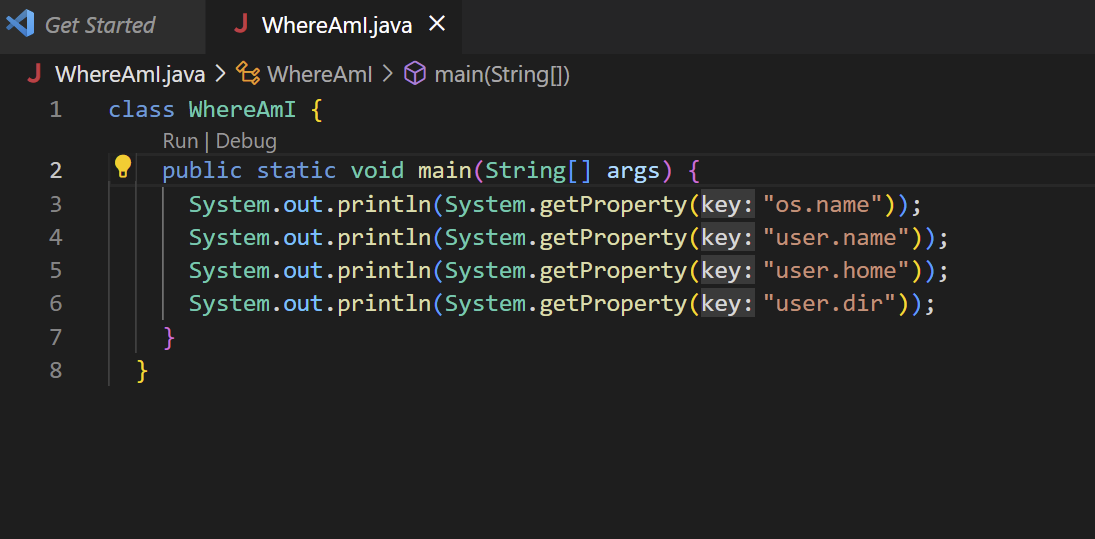 Get Started WhereAmI.java
WhereAmI.java > WhereAmI > main(String[])
1 class WhereAmI {
Run | Debug
2 public static void main(String[] args) {
3 System.out.println(System.getProperty(key: "os.name"));
4 System.out.println(System.getProperty(key: "user.name"));
5 System.out.println(System.getProperty(key: "user.home"));
6 System.out.println(System.getProperty(key: "user.dir"));
7 }
8 }